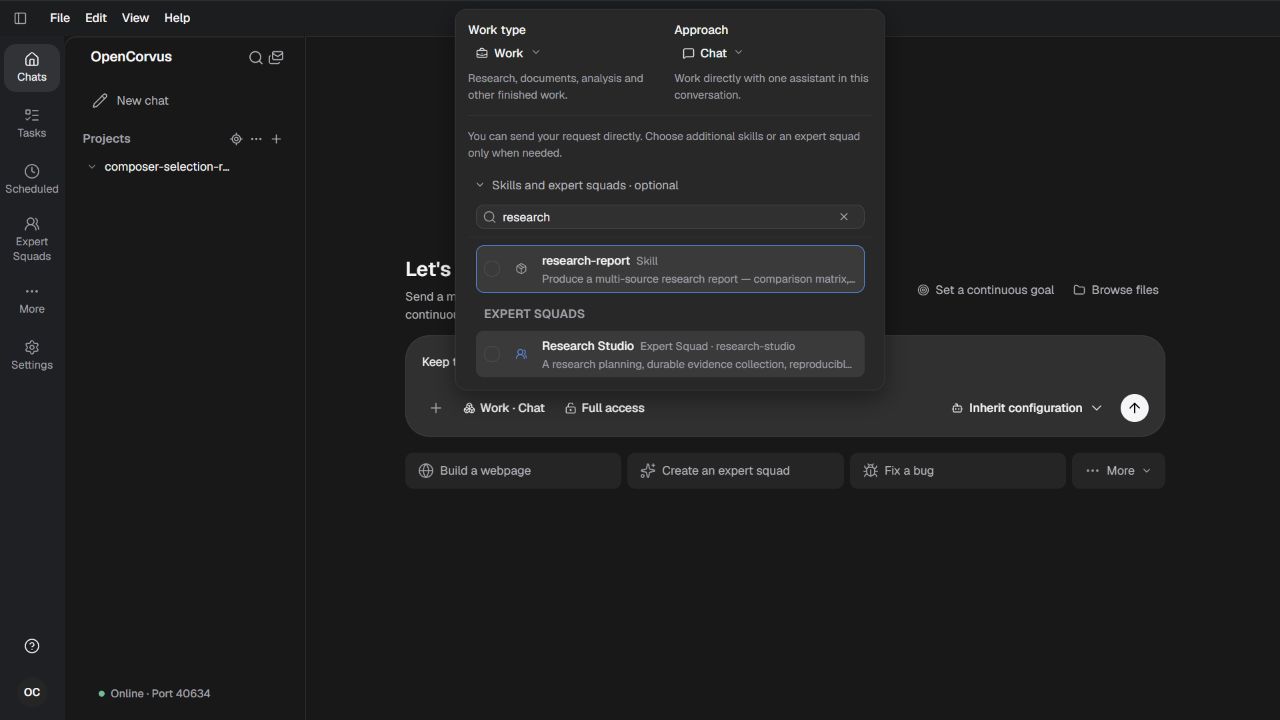 File Edit View Help
Chats
Tasks
Scheduled
Expert
Squads
More
Settings
OC
OpenCorvus
New chat
Projects
composer-selection-r...
Online · Port 40634
Work type
Work
Research, documents, analysis and
other finished work.
Approach
Chat
Work directly with one assistant in this
conversation.
You can send your request directly. Choose additional skills or an expert squad
only when needed.
Skills and expert squads · optional
research
research-report Skill
Produce a multi-source research report — comparison matrix,...
EXPERT SQUADS
Research Studio Expert Squad · research-studio
A research planning, durable evidence collection, reproducibl...
Let's
Send a
Set a continuous goal Browse files
Keep
Work · Chat Full access Inherit configuration
Build a webpage Create an expert squad Fix a bug More